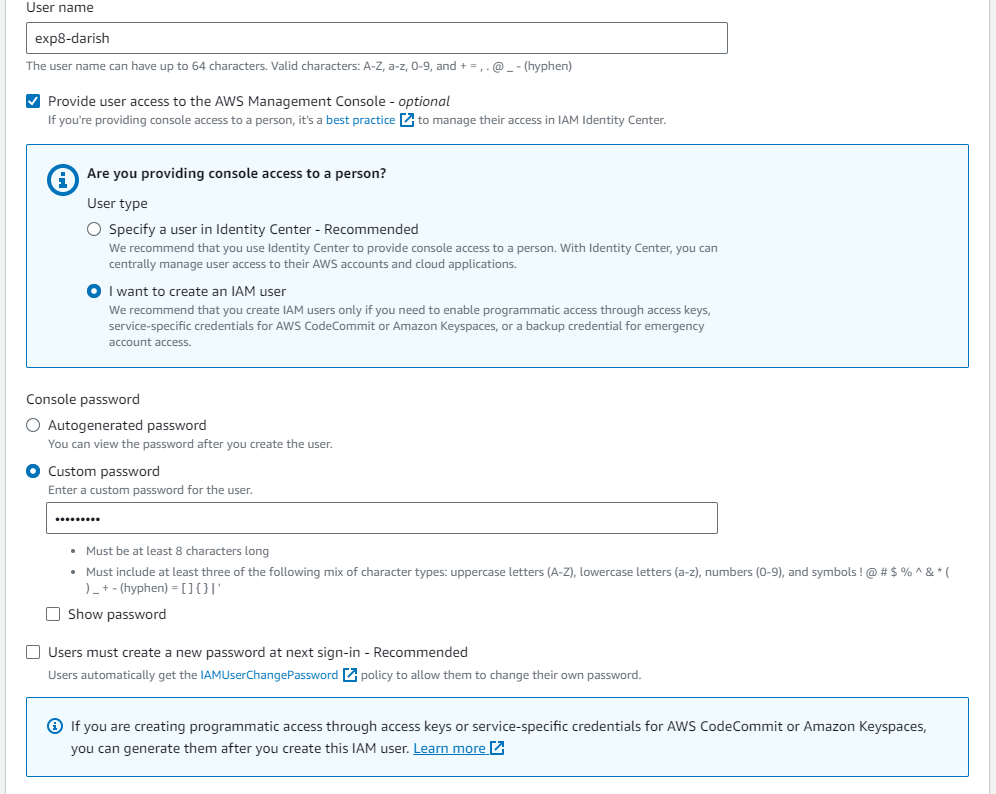 User name
exp8-darish
The user name can have up to 64 characters. Valid characters: A-Z, a-z, 0-9, and + = , . @ _ - (hyphen)
Provide user access to the AWS Management Console - optional
If you're providing console access to a person, it's a best practice to manage their access in IAM Identity Center.
Are you providing console access to a person?
User type
Specify a user in Identity Center - Recommended
We recommend that you use Identity Center to provide console access to a person. With Identity Center, you can
centrally manage user access to their AWS accounts and cloud applications.
I want to create an IAM user
We recommend that you create IAM users only if you need to enable programmatic access through access keys,
service-specific credentials for AWS CodeCommit or Amazon Keyspaces, or a backup credential for emergency
account access.
Console password
Autogenerated password
You can view the password after you create the user.
Custom password
Enter a custom password for the user.
•••••••••
• Must be at least 8 characters long
• Must include at least three of the following mix of character types: uppercase letters (A-Z), lowercase letters (a-z), numbers (0-9), and symbols ! @ # $ % ^ & * (
) _ + - (hyphen) = [ ] { } | '
Show password
Users must create a new password at next sign-in - Recommended
Users automatically get the IAMUserChangePassword policy to allow them to change their own password.
If you are creating programmatic access through access keys or service-specific credentials for AWS CodeCommit or Amazon Keyspaces,
you can generate them after you create this IAM user. Learn more